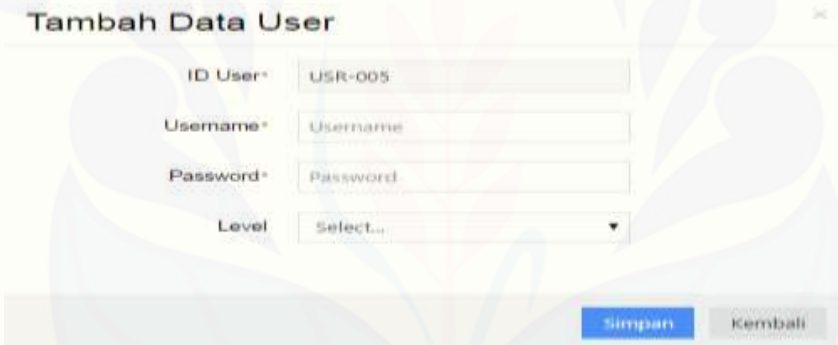 Tambah Data User
ID User* USR-005
Username* Username
Password* Password
Level Select...
Simpan Kembali